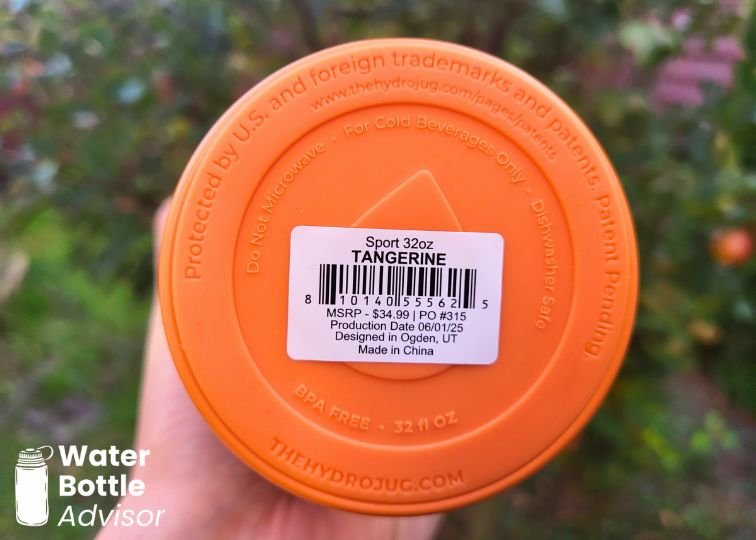 Protected by U.S. and foreign trademarks and patents. Patent Pending.
www.thehydrojug.com/pages/patents
Do Not Microwave - For Cold Beverages Only - Dishwasher Safe
Sport 32oz
TANGERINE
8 10140 55562 5
MSRP - $34.99 | PO #315
Production Date 06/01/25
Designed in Ogden, UT
Made in China
BPA FREE - 32 fl OZ
THEHYDROJUG.COM
Water
Bottle
Advisor